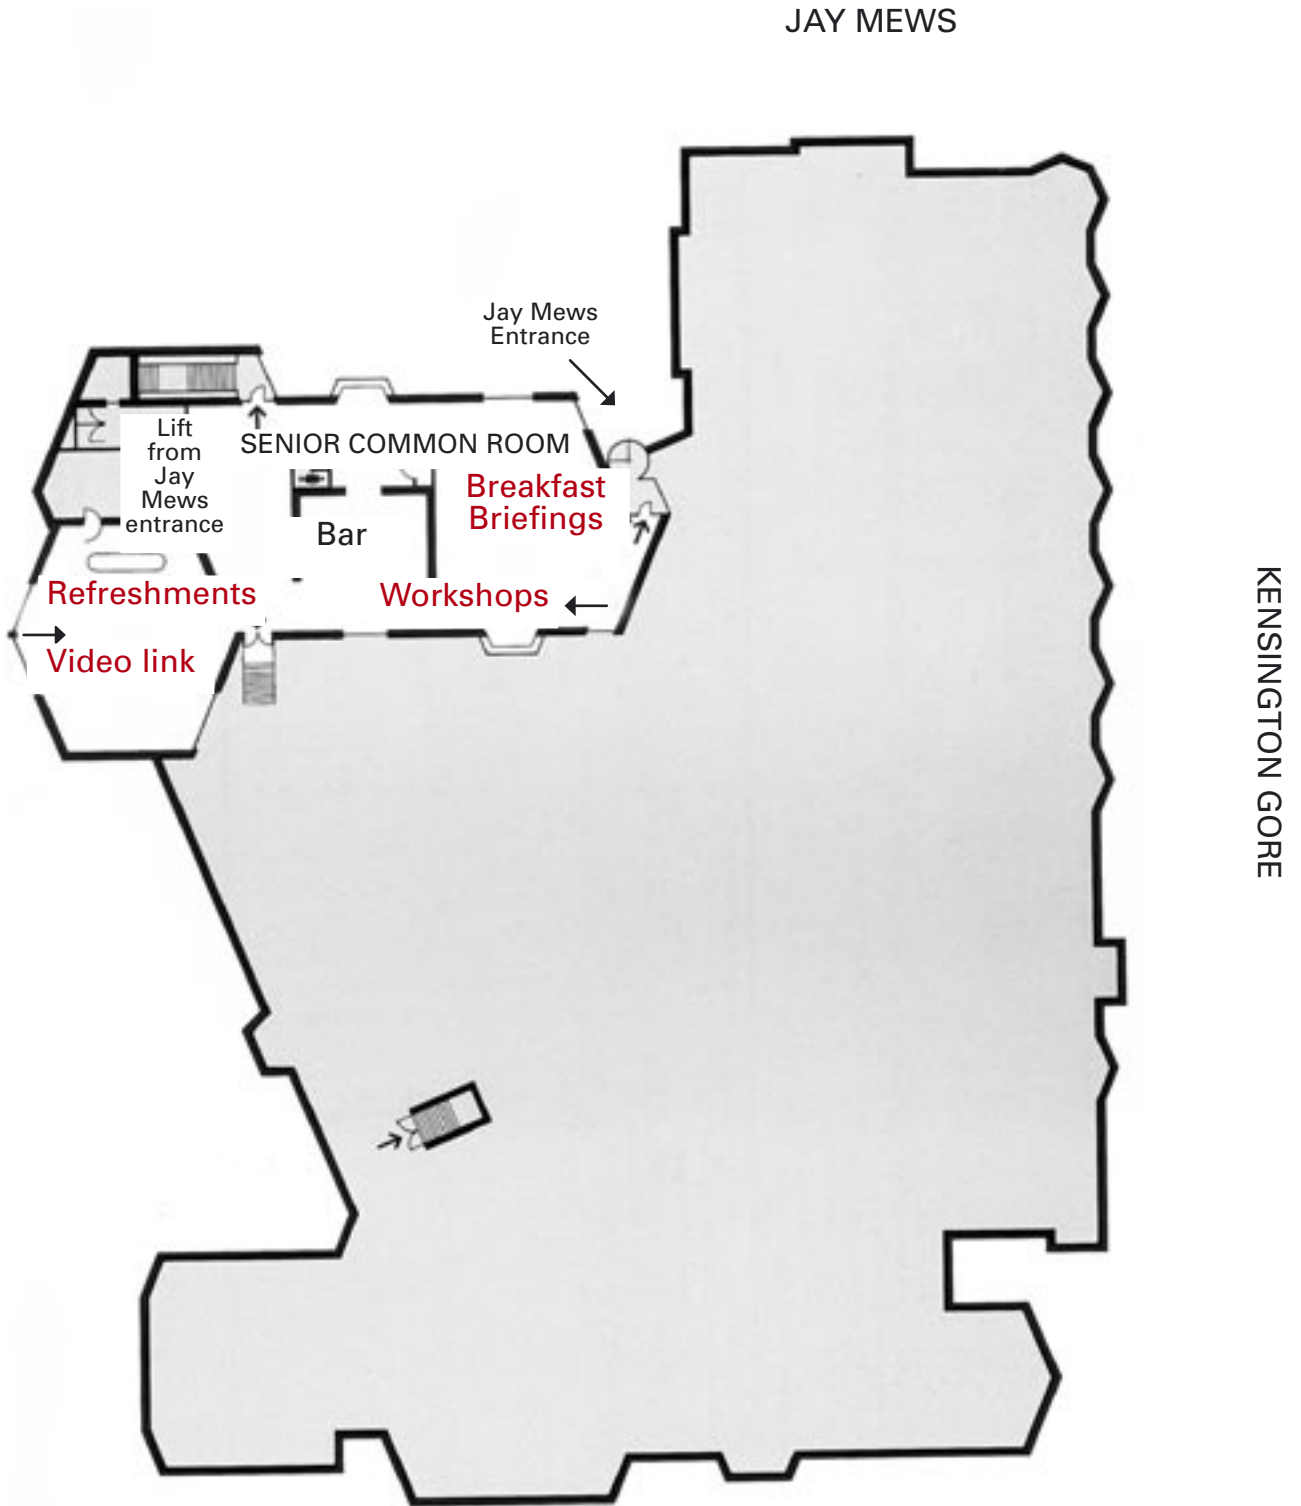 JAY MEWS
Jay Mews
Entrance
Lift
from
Jay
Mews
entrance
SENIOR COMMON ROOM
Breakfast
Briefings
Bar
Refreshments
Workshops
Video link
KENSINGTON GORE